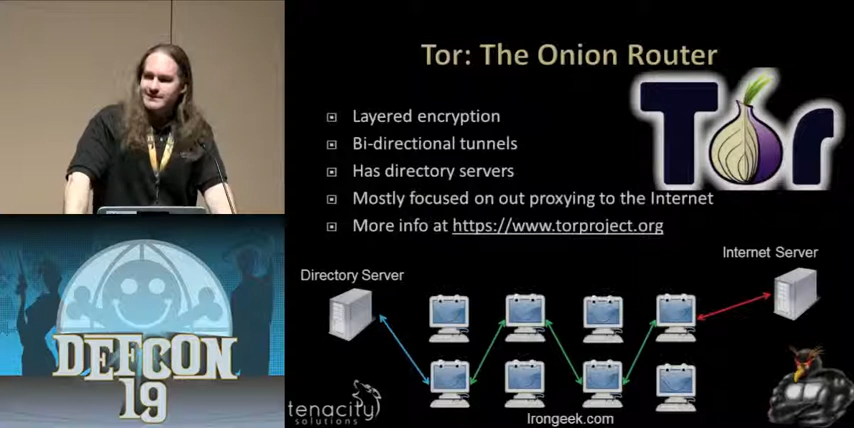 Tor: The Onion Router
Tor
Layered encryption
Bi-directional tunnels
Has directory servers
Mostly focused on out proxying to the Internet
More info at https://www.torproject.org
Internet Server
Directory Server
DEFCON
19
tenacity
solutions
Irongeek.com